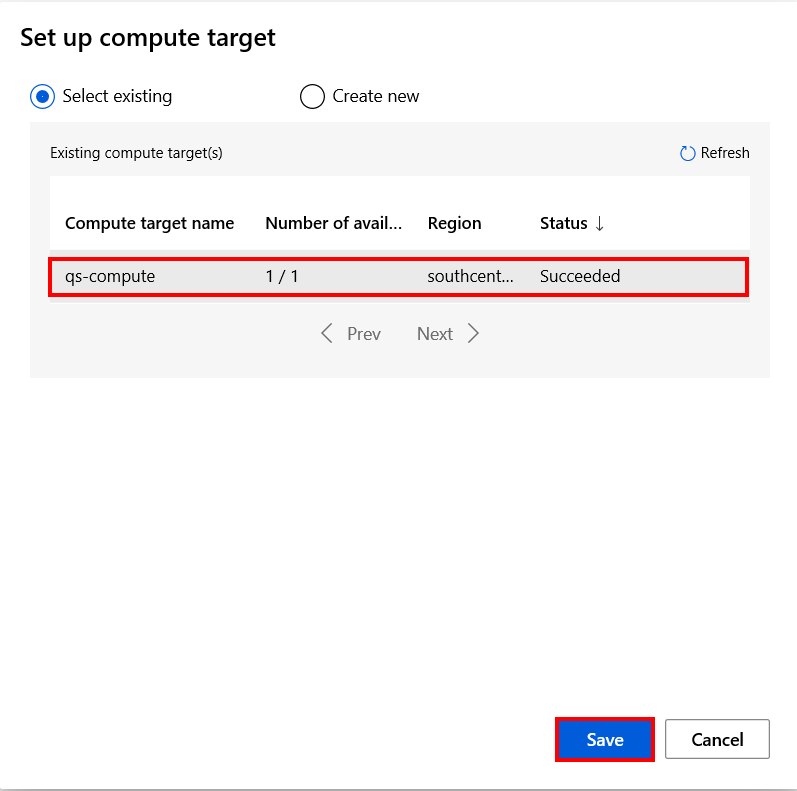 Set up compute target
Select existing Create new
Existing compute target(s) Refresh
Compute target name Number of avail... Region Status ↓
qs-compute 1 / 1 southcent... Succeeded
Prev Next
Save Cancel